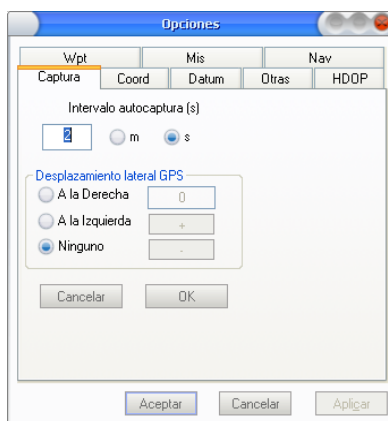 Opciones
Wpt Mis Nav
Captura Coord Datum Otras HDOP
Intervalo autocaptura (s)
2 m s
Desplazamiento lateral GPS
A la Derecha 0
A la Izquierda +
Ninguno -
Cancelar OK
Aceptar Cancelar Aplicar